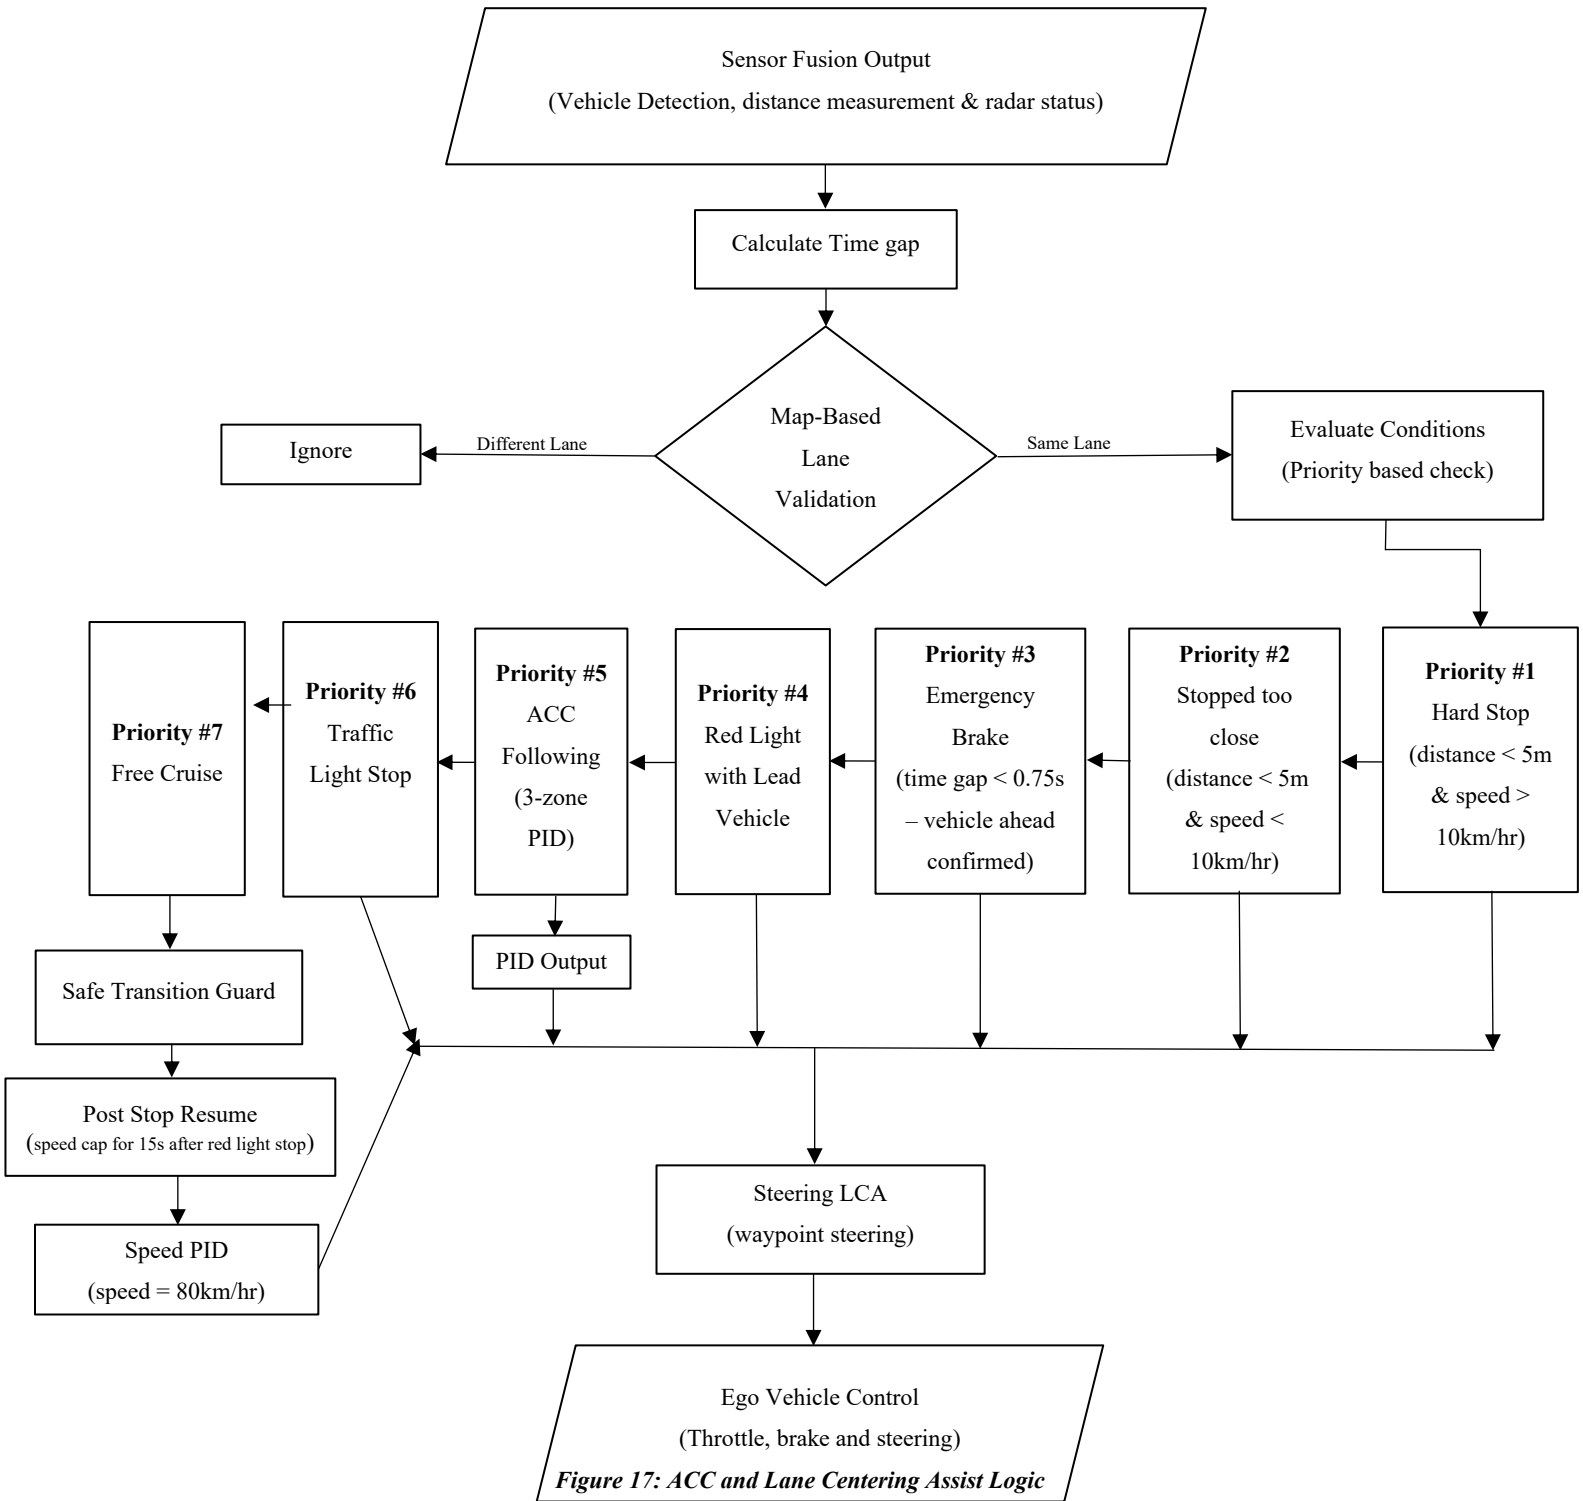 Sensor Fusion Output
(Vehicle Detection, distance measurement & radar status)
Calculate Time gap
Map-Based
Lane
Validation
Different Lane
Same Lane
Ignore
Evaluate Conditions
(Priority based check)
Priority #7
Free Cruise
Priority #6
Traffic
Light Stop
Priority #5
ACC
Following
(3-zone
PID)
Priority #4
Red Light
with Lead
Vehicle
Priority #3
Emergency
Brake
(time gap < 0.75s
– vehicle ahead
confirmed)
Priority #2
Stopped too
close
(distance < 5m
& speed <
10km/hr)
Priority #1
Hard Stop
(distance < 5m
& speed >
10km/hr)
Safe Transition Guard
PID Output
Post Stop Resume
(speed cap for 15s after red light stop)
Speed PID
(speed = 80km/hr)
Steering LCA
(waypoint steering)
Ego Vehicle Control
(Throttle, brake and steering)
Figure 17: ACC and Lane Centering Assist Logic